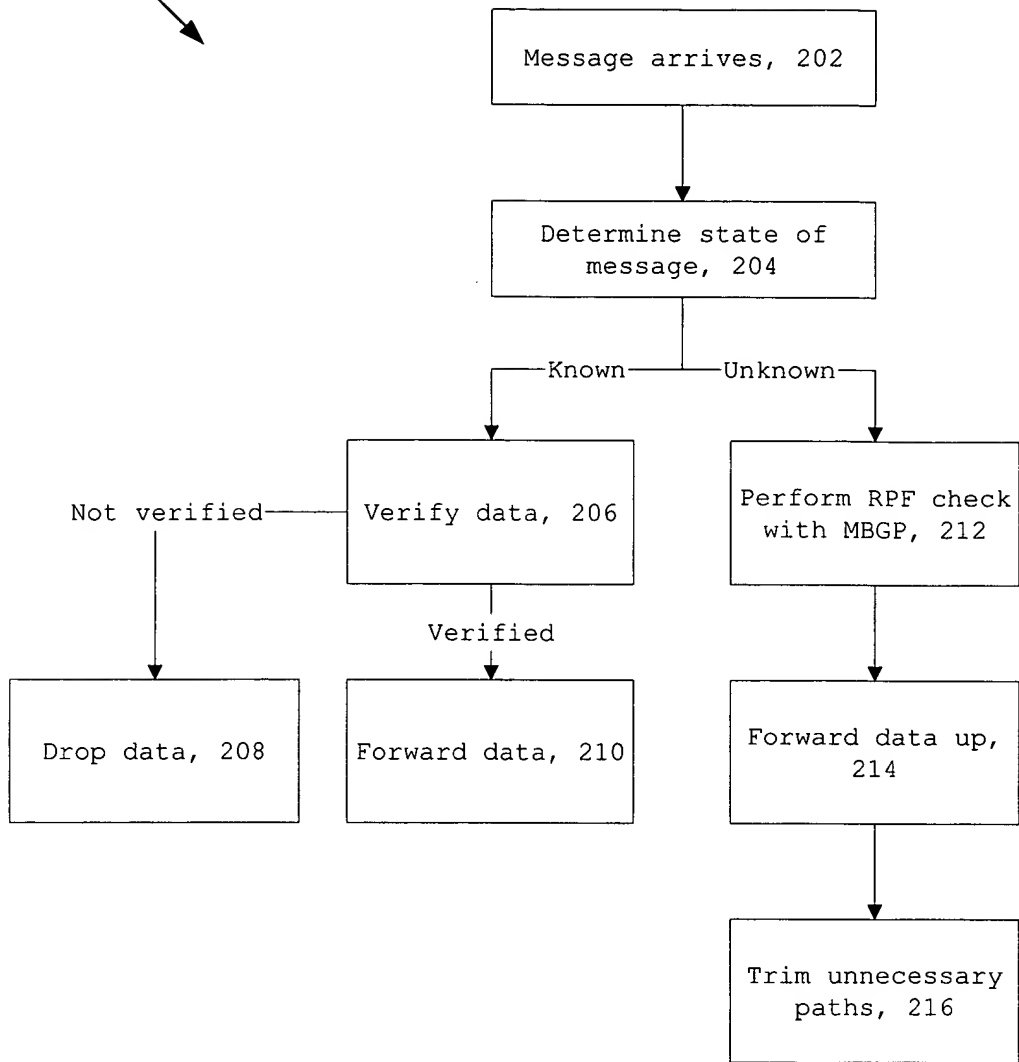 Message arrives, 202
Determine state of
message, 204
Known
Unknown
Not verified
Verify data, 206
Perform RPF check
with MBGP, 212
Verified
Drop data, 208
Forward data, 210
Forward data up,
214
Trim unnecessary
paths, 216